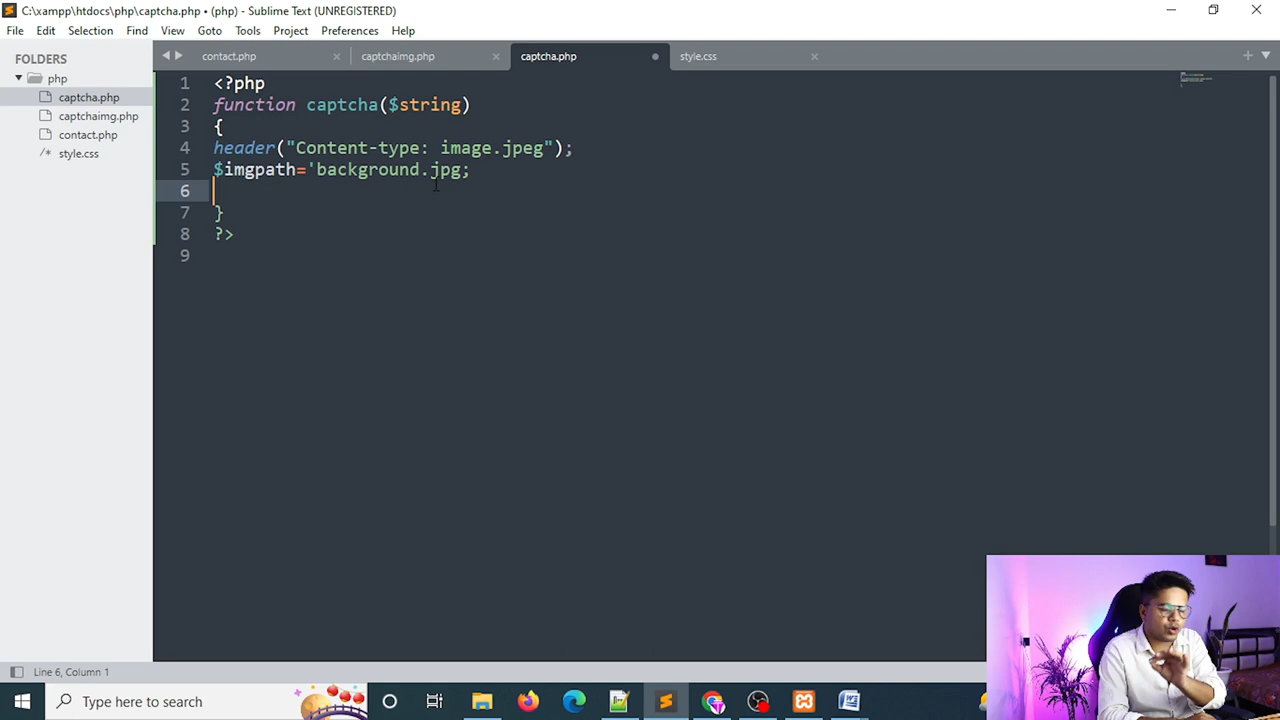 C:\xampp\htdocs\php\captcha.php • (php) - Sublime Text (UNREGISTERED)
File Edit Selection Find View Goto Tools Project Preferences Help
FOLDERS
php
captcha.php
captchaimg.php
contact.php
/* style.css
contact.php captchaimg.php captcha.php style.css
1 <?php
2 function captcha($string)
3 {
4 header("Content-type: image.jpeg");
5 $imgpath='background.jpg;
6
7 }
8 ?>
9
Line 6, Column 1
Type here to search